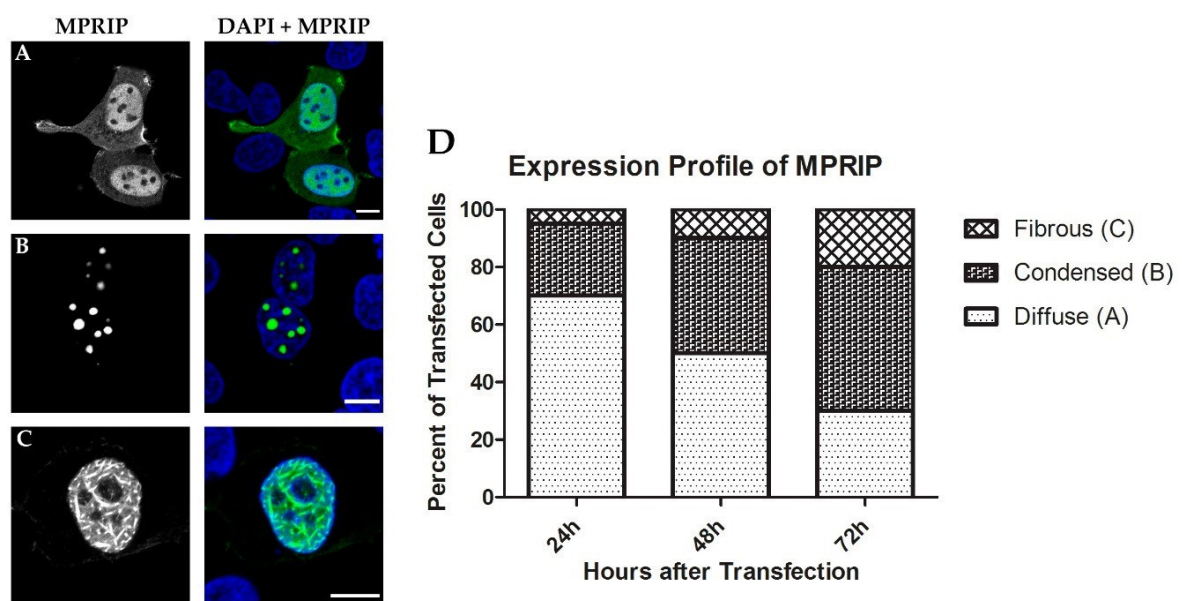 MPRIP
DAPI + MPRIP
A
B
C
D
Expression Profile of MPRIP
Percent of Transfected Cells
100
80
60
40
20
0
24h
48h
72h
Hours after Transfection
Fibrous (C)
Condensed (B)
Diffuse (A)